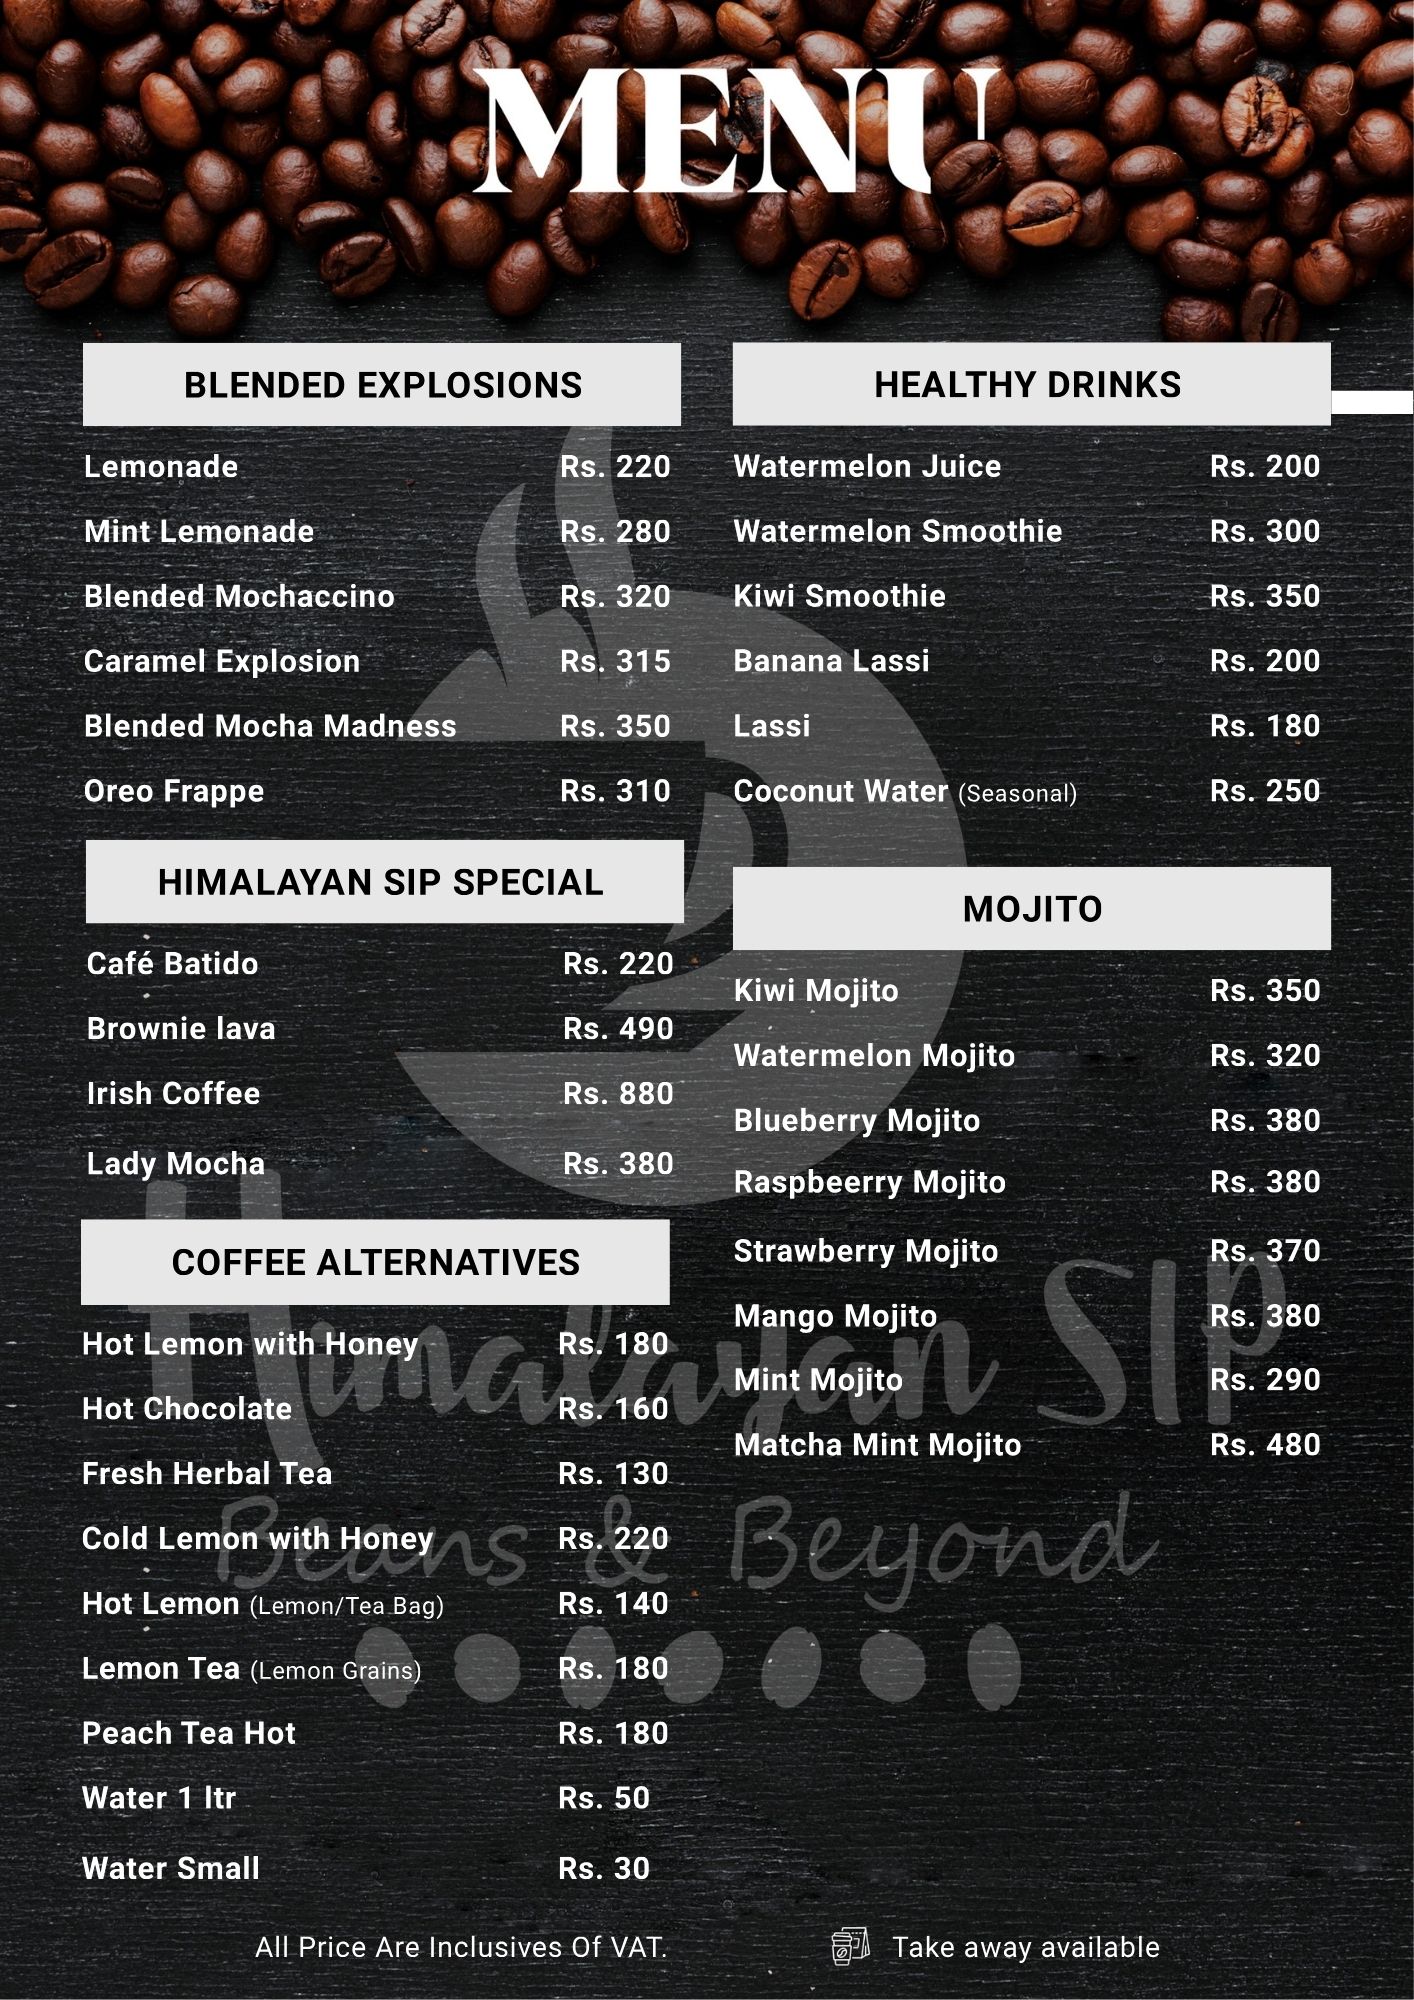 MENU
BLENDED EXPLOSIONS
Lemonade Rs. 220
Mint Lemonade Rs. 280
Blended Mochaccino Rs. 320
Caramel Explosion Rs. 315
Blended Mocha Madness Rs. 350
Oreo Frappe Rs. 310
HIMALAYAN SIP SPECIAL
Café Batido Rs. 220
Brownie lava Rs. 490
Irish Coffee Rs. 880
Lady Mocha Rs. 380
COFFEE ALTERNATIVES
Hot Lemon with Honey Rs. 180
Hot Chocolate Rs. 160
Fresh Herbal Tea Rs. 130
Cold Lemon with Honey Rs. 220
Hot Lemon (Lemon/Tea Bag) Rs. 140
Lemon Tea (Lemon Grains) Rs. 180
Peach Tea Hot Rs. 180
Water 1 ltr Rs. 50
Water Small Rs. 30
HEALTHY DRINKS
Watermelon Juice Rs. 200
Watermelon Smoothie Rs. 300
Kiwi Smoothie Rs. 350
Banana Lassi Rs. 200
Lassi Rs. 180
Coconut Water (Seasonal) Rs. 250
MOJITO
Kiwi Mojito Rs. 350
Watermelon Mojito Rs. 320
Blueberry Mojito Rs. 380
Raspbeerry Mojito Rs. 380
Strawberry Mojito Rs. 370
Mango Mojito Rs. 380
Mint Mojito Rs. 290
Matcha Mint Mojito Rs. 480
Himalayan SIP
Beans & Beyond
All Price Are Inclusives Of VAT.
Take away available